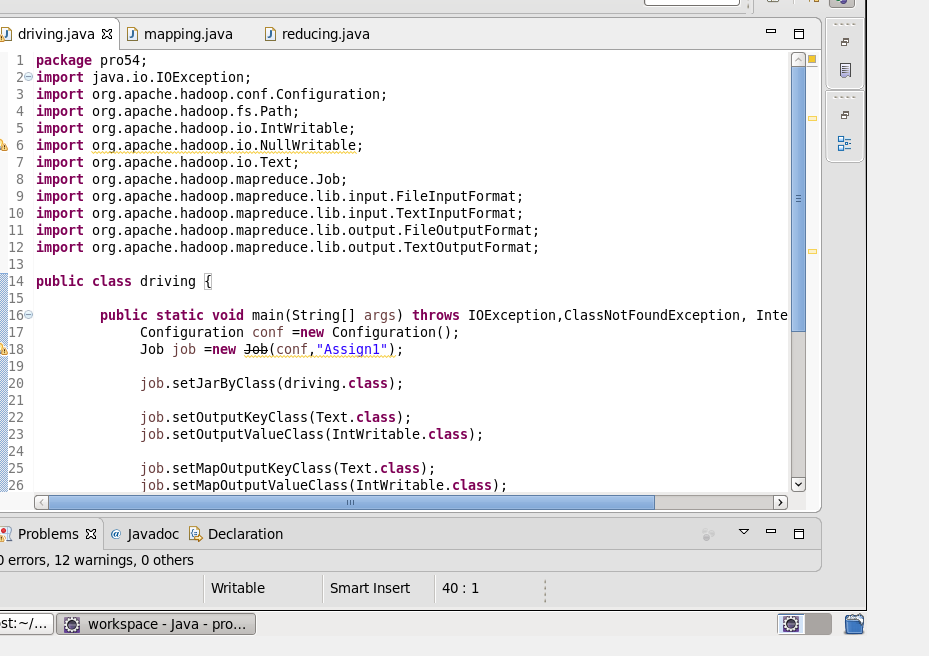 driving.java mapping.java reducing.java
1 package pro54;
2 import java.io.IOException;
3 import org.apache.hadoop.conf.Configuration;
4 import org.apache.hadoop.fs.Path;
5 import org.apache.hadoop.io.IntWritable;
6 import org.apache.hadoop.io.NullWritable;
7 import org.apache.hadoop.io.Text;
8 import org.apache.hadoop.mapreduce.Job;
9 import org.apache.hadoop.mapreduce.lib.input.FileInputFormat;
10 import org.apache.hadoop.mapreduce.lib.input.TextInputFormat;
11 import org.apache.hadoop.mapreduce.lib.output.FileOutputFormat;
12 import org.apache.hadoop.mapreduce.lib.output.TextOutputFormat;
13
14 public class driving {
15
16 public static void main(String[] args) throws IOException,ClassNotFoundException, Inte
17 Configuration conf =new Configuration();
18 Job job =new Job(conf,"Assign1");
19
20 job.setJarByClass(driving.class);
21
22 job.setOutputKeyClass(Text.class);
23 job.setOutputValueClass(IntWritable.class);
24
25 job.setMapOutputKeyClass(Text.class);
26 job.setMapOutputValueClass(IntWritable.class);
Problems @ Javadoc Declaration
0 errors, 12 warnings, 0 others
Writable Smart Insert 40 : 1
ost:~/... workspace - Java - pro...